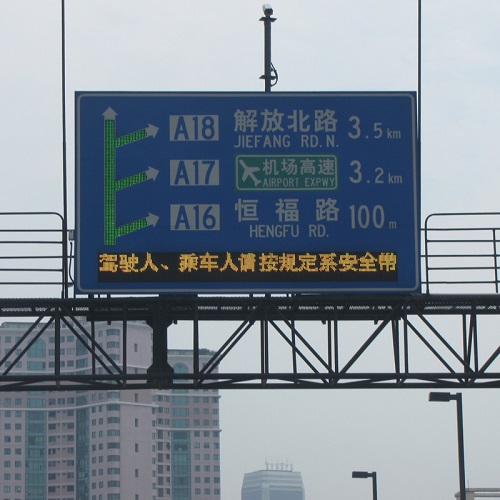 A18 解放北路 3.5km
JIEFANG RD.N.
A17 机场高速 3.2km
AIRPORT EXPWY
A16 恒福路 100m
HENGFU RD.
驾驶人、乘车人请按规定系安全带